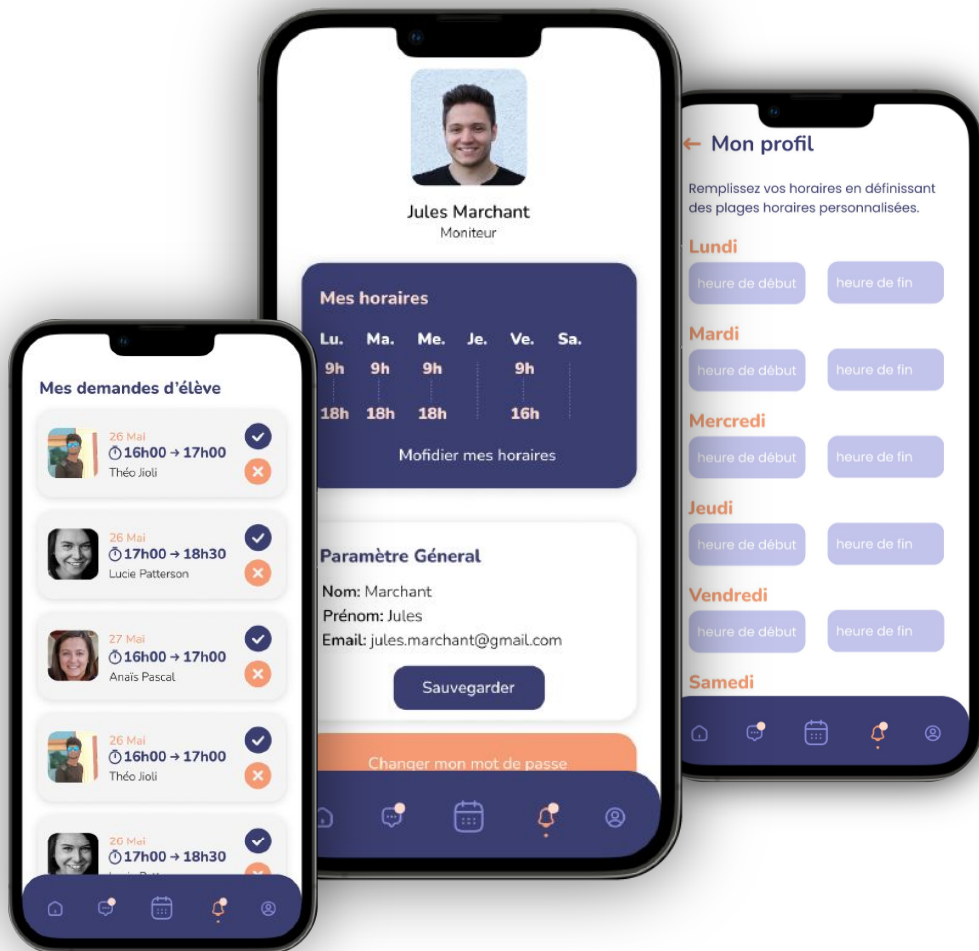 Mes demandes d'élève
26 Mai
16h00 → 17h00
Théo Jioli
26 Mai
17h00 → 18h30
Lucie Patterson
27 Mai
16h00 → 17h00
Anaïs Pascal
26 Mai
16h00 → 17h00
Théo Jioli
26 Mai
17h00 → 18h30
Jules Marchant
Moniteur
Mes horaires
Lu. Ma. Me. Je. Ve. Sa.
9h 9h 9h 9h
18h 18h 18h 16h
Mofidier mes horaires
Paramètre Géneral
Nom: Marchant
Prénom: Jules
Email: jules.marchant@gmail.com
Sauvegarder
Changer mon mot de passe
← Mon profil
Remplissez vos horaires en définissant
des plages horaires personnalisées.
Lundi
heure de début heure de fin
Mardi
heure de début heure de fin
Mercredi
heure de début heure de fin
Jeudi
heure de début heure de fin
Vendredi
heure de début heure de fin
Samedi